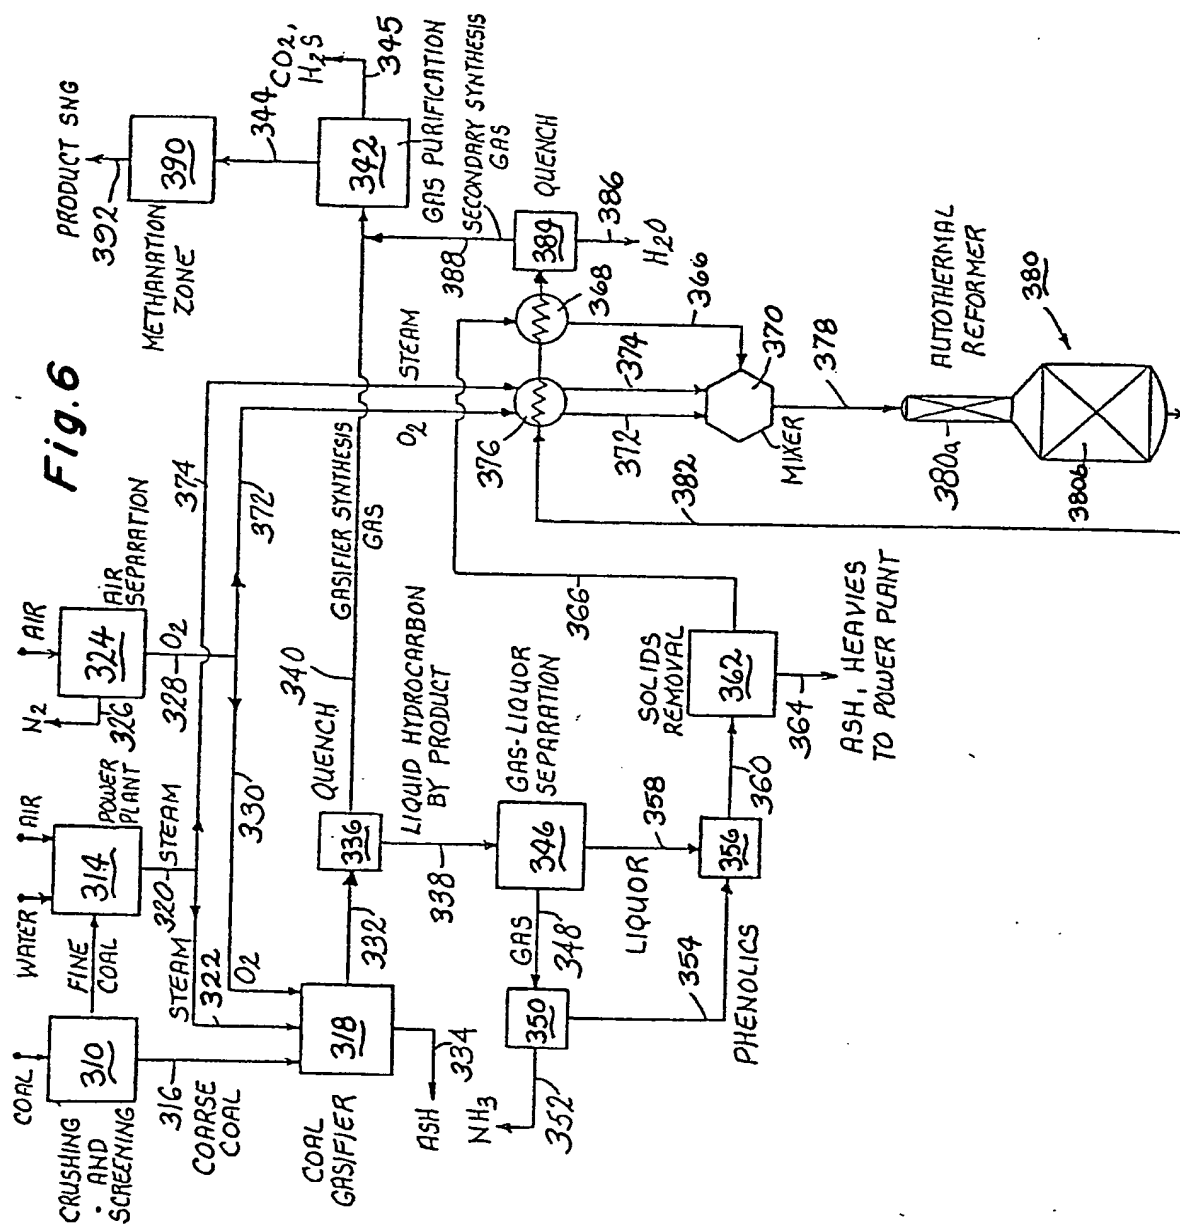 Fig. 6
COAL
310
CRUSHING
AND
SCREENING
FINE
COAL
WATER
AIR
314
POWER
PLANT
316
COARSE
COAL
320
STEAM
STEAM
322
N2
AIR
324
AIR
SEPARATION
326
328
O2
330
O2
374
372
318
COAL
GASIFIER
334
ASH
332
336
QUENCH
340
GASIFIER SYNTHESIS
GAS
338
LIQUID HYDROCARBON
BY PRODUCT
346
GAS-LIQUOR
SEPARATION
GAS
348
350
NH3
352
354
PHENOLICS
LIQUOR
358
356
360
362
SOLIDS
REMOVAL
364
ASH, HEAVIES
TO POWER PLANT
366
O2
STEAM
376
368
372
374
366
370
MIXER
378
382
AUTOTHERMAL
REFORMER
380
380a
380b
384
QUENCH
386
H2O
388
SECONDARY SYNTHESIS
GAS
342
GAS PURIFICATION
344
CO2,
H2S
345
390
METHANATION
ZONE
392
PRODUCT SNG